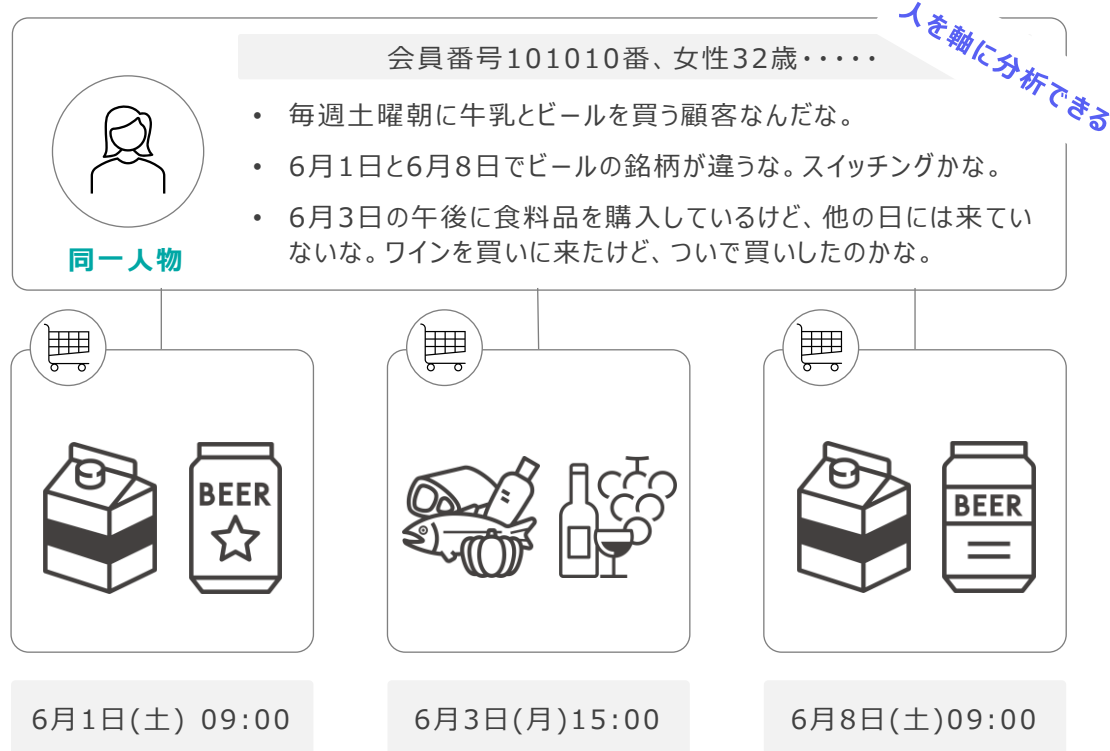 人を軸に分析できる
会員番号101010番、女性32歳・・・・・
• 毎週土曜朝に牛乳とビールを買う顧客なんだな。
• 6月1日と6月8日でビールの銘柄が違うな。スイッチングかな。
• 6月3日の午後に食料品を購入しているけど、他の日には来てい
ないな。ワインを買いに来たけど、ついで買いしたのかな。
同一人物
BEER
BEER
6月1日(土) 09:00
6月3日(月)15:00
6月8日(土)09:00